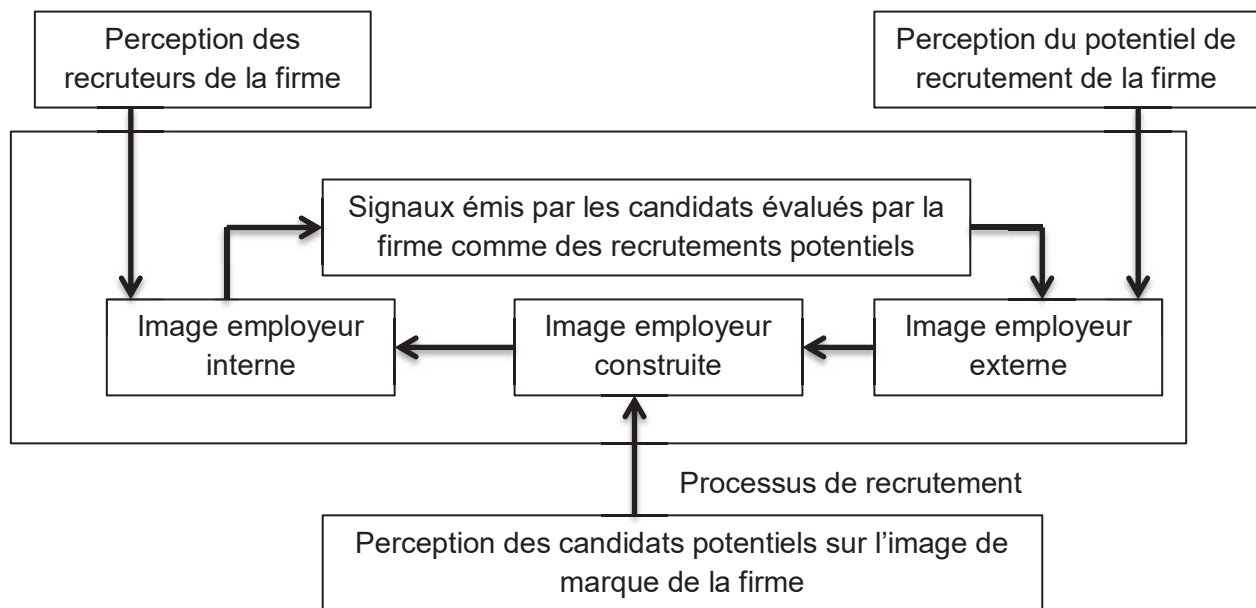 Perception des
recruteurs de la firme
Perception du potentiel de
recrutement de la firme
Signaux émis par les candidats évalués par la
firme comme des recrutements potentiels
Image employeur
interne
Image employeur
construite
Image employeur
externe
Processus de recrutement
Perception des candidats potentiels sur l’image de
marque de la firme